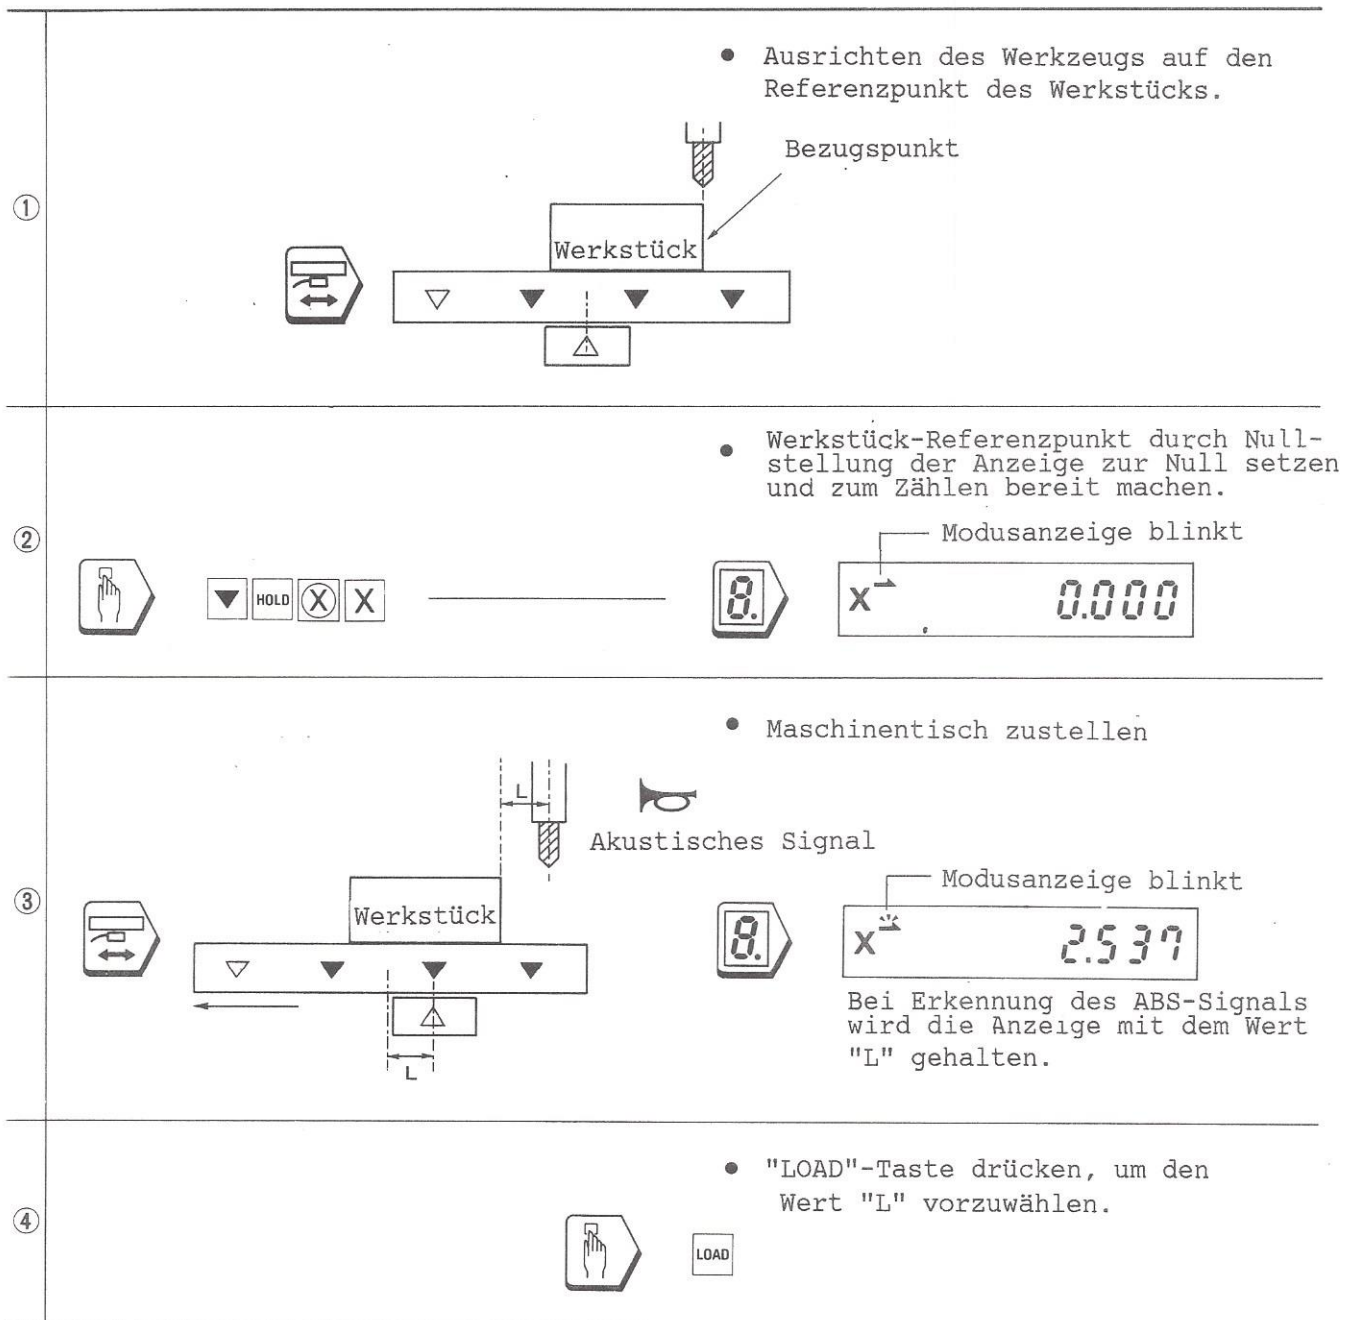 ①
• Ausrichten des Werkzeugs auf den
Referenzpunkt des Werkstücks.
Bezugspunkt
Werkstück
②
• Werkstück-Referenzpunkt durch Null-
stellung der Anzeige zur Null setzen
und zum Zählen bereit machen.
Modusanzeige blinkt
▼ HOLD Ⓧ X
8.
X 0.000
③
• Maschinentisch zustellen
L
Akustisches Signal
Werkstück
L
Modusanzeige blinkt
8.
X 2.537
Bei Erkennung des ABS-Signals
wird die Anzeige mit dem Wert
"L" gehalten.
④
• "LOAD"-Taste drücken, um den
Wert "L" vorzuwählen.
LOAD